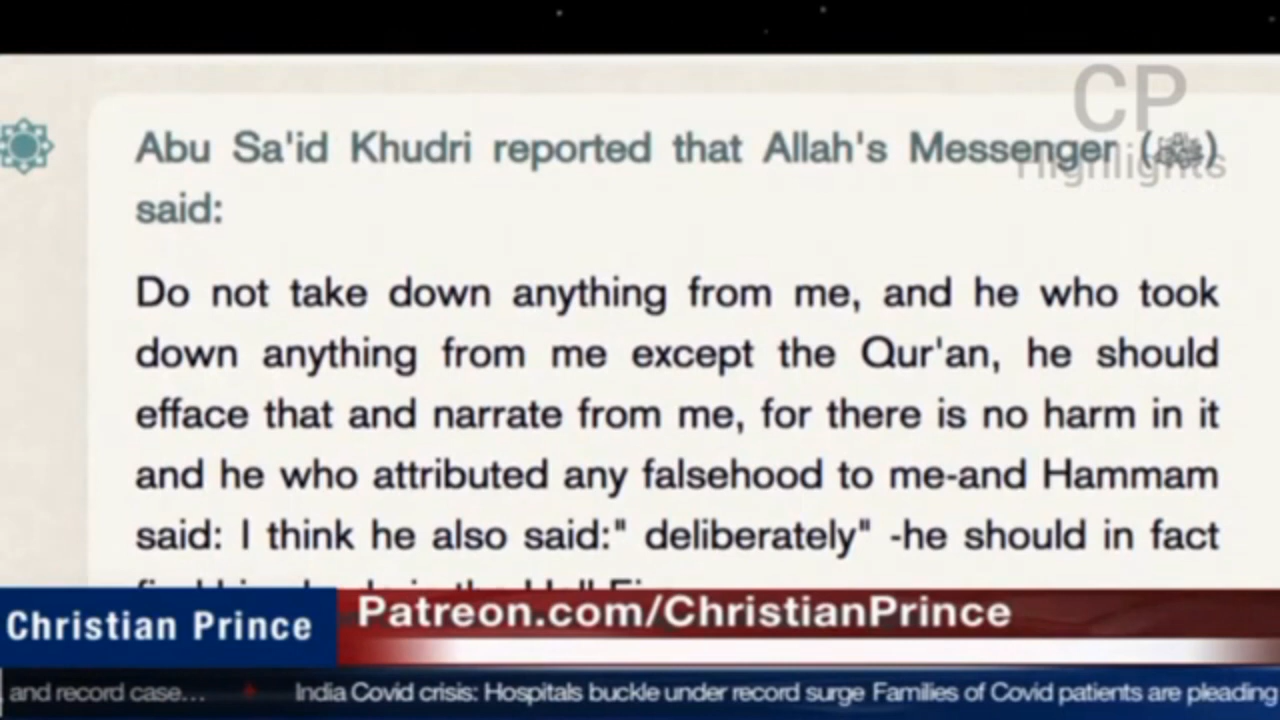 CP
Highlights
Abu Sa'id Khudri reported that Allah's Messenger (ﷺ)
said:
Do not take down anything from me, and he who took
down anything from me except the Qur'an, he should
efface that and narrate from me, for there is no harm in it
and he who attributed any falsehood to me-and Hammam
said: I think he also said:" deliberately" -he should in fact
Christian Prince
Patreon.com/ChristianPrince
and record case... India Covid crisis: Hospitals buckle under record surge Families of Covid patients are pleading